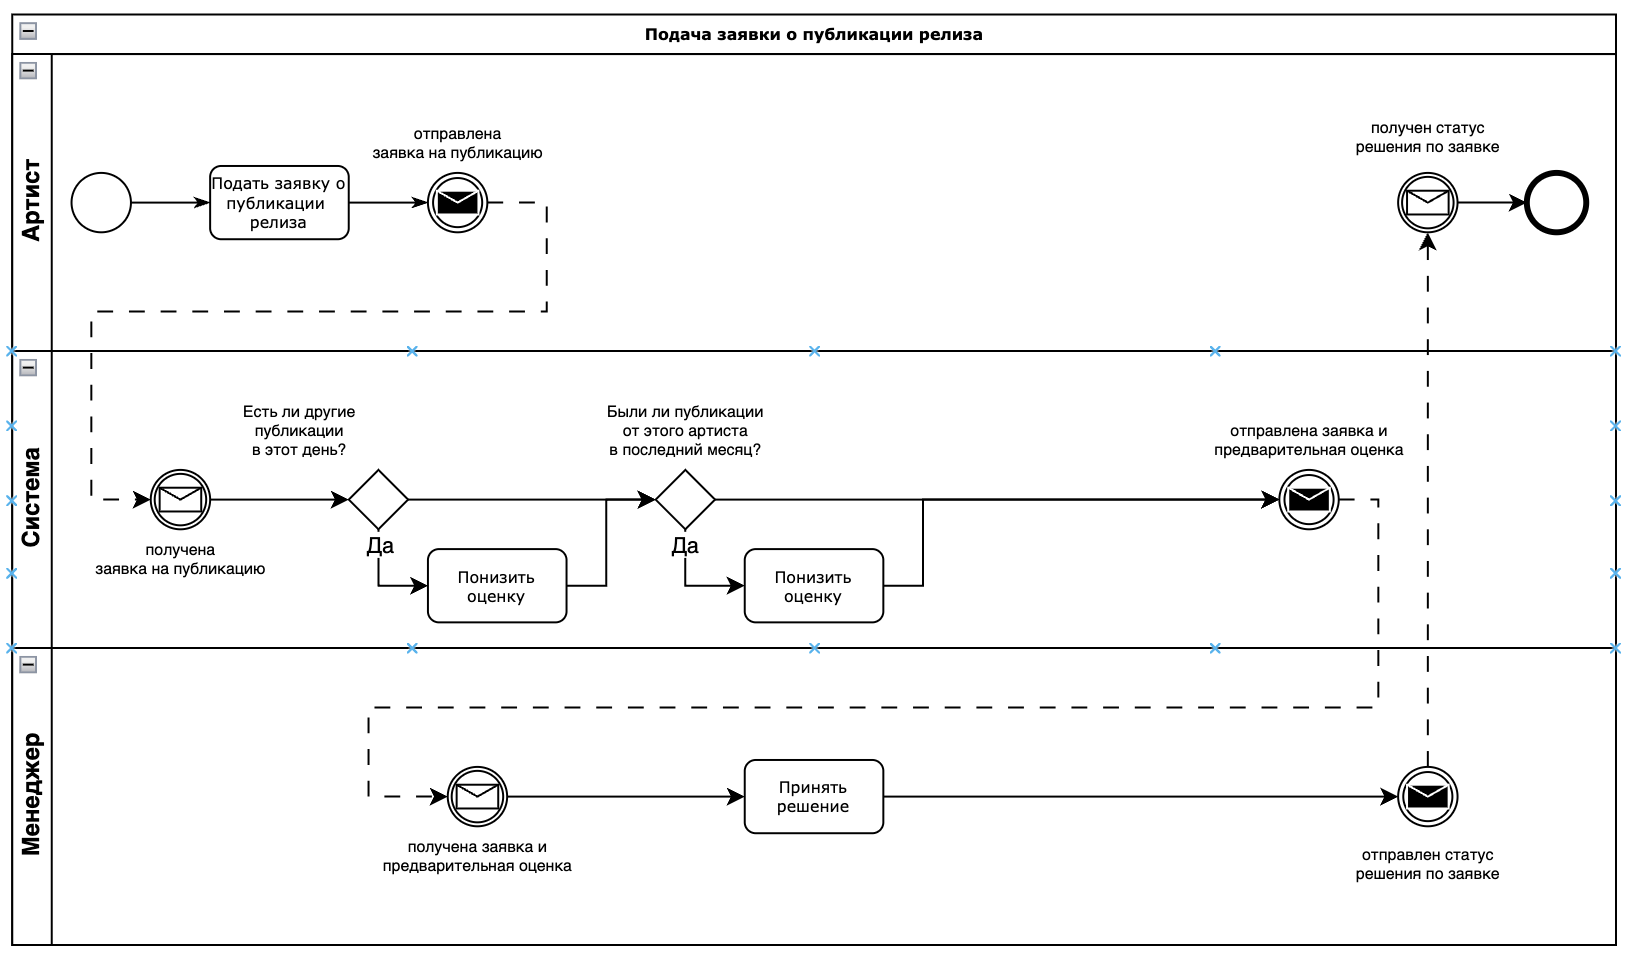 Подача заявки о публикации релиза
Артист
отправлена
заявка на публикацию
Подать заявку о
публикации
релиза
получен статус
решения по заявке
Система
Есть ли другие
публикации
в этот день?
Были ли публикации
от этого артиста
в последний месяц?
отправлена заявка и
предварительная оценка
получена
заявка на публикацию
Да
Понизить
оценку
Да
Понизить
оценку
Менеджер
получена заявка и
предварительная оценка
Принять
решение
отправлен статус
решения по заявке